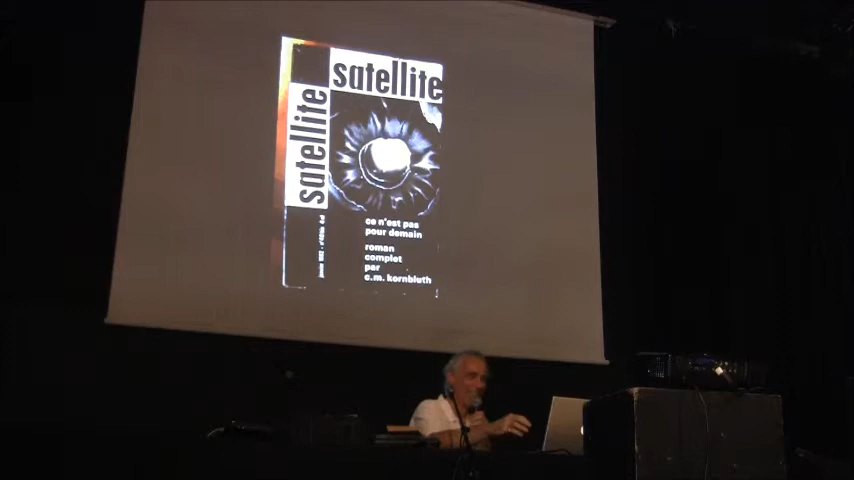 satellite
satellite
ce n'est pas
pour demain
roman
complet
par
c.m. kornbluth